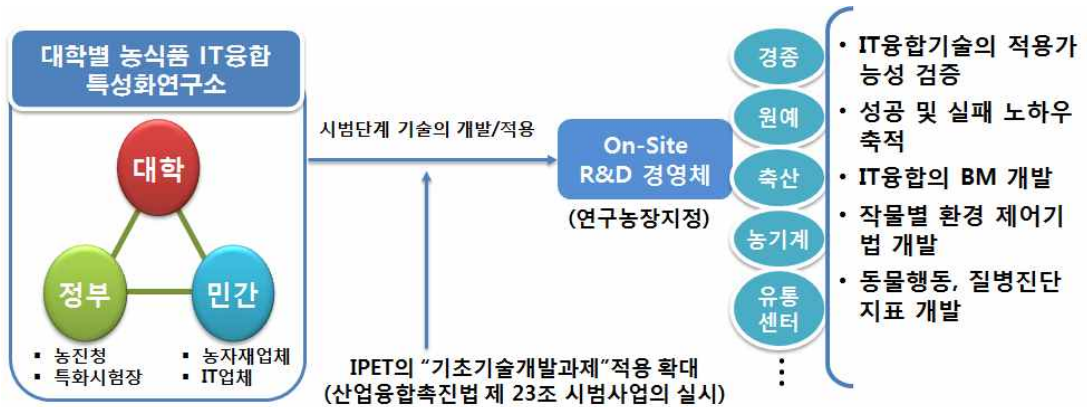 대학별 농식품 IT융합
특성화연구소
대학
정부
민간
▪ 농진청
▪ 특화시험장
▪ 농자재업체
▪ IT업체
시범단계 기술의 개발/적용
IPET의 “기초기술개발과제”적용 확대
(산업융합촉진법 제 23조 시범사업의 실시)
On-Site
R&D 경영체
(연구농장지정)
경종
원예
축산
농기계
유통
센터
⋮
• IT융합기술의 적용가
능성 검증
• 성공 및 실패 노하우
축적
• IT융합의 BM 개발
• 작물별 환경 제어기
법 개발
• 동물행동, 질병진단
지표 개발